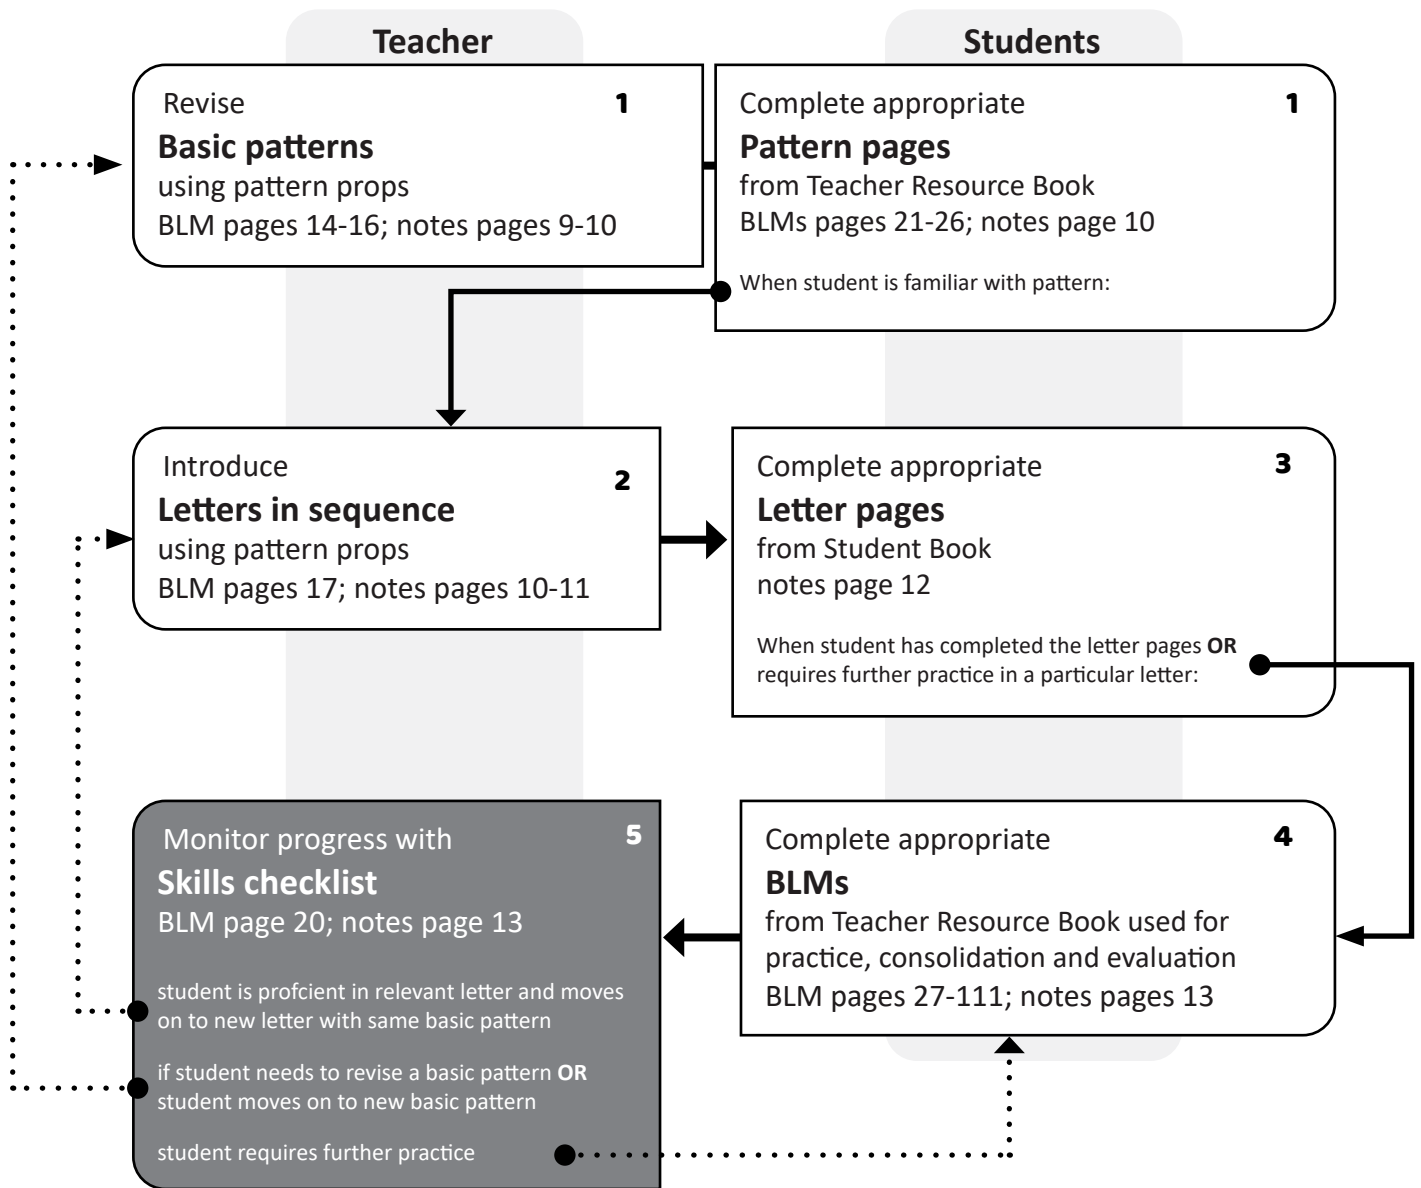 Teacher
Students
Revise
1
Basic patterns
using pattern props
BLM pages 14-16; notes pages 9-10
Complete appropriate
1
Pattern pages
from Teacher Resource Book
BLMs pages 21-26; notes page 10
When student is familiar with pattern:
Introduce
2
Letters in sequence
using pattern props
BLM pages 17; notes pages 10-11
Complete appropriate
3
Letter pages
from Student Book
notes page 12
When student has completed the letter pages OR
requires further practice in a particular letter:
Monitor progress with
5
Skills checklist
BLM page 20; notes page 13
student is profcient in relevant letter and moves
on to new letter with same basic pattern
if student needs to revise a basic pattern OR
student moves on to new basic pattern
student requires further practice
Complete appropriate
4
BLMs
from Teacher Resource Book used for
practice, consolidation and evaluation
BLM pages 27-111; notes pages 13